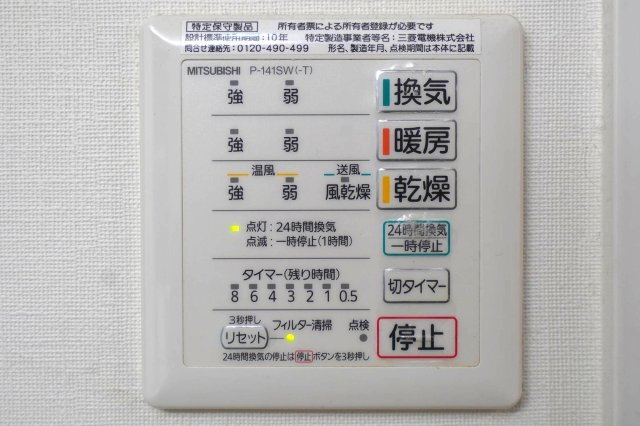 特定保守製品 所有者票による所有者登録が必要です
設計標準使用期間:10年 特定製造事業者等名:三菱電機株式会社
問合せ連絡先:0120-490-499 形名、製造年月、点検期間は本体に記載
MITSUBISHI P-141SW(-T)
強 弱 換気
強 弱 暖房
温風 送風
強 弱 風乾燥 乾燥
点灯:24時間換気
点滅:一時停止(1時間)
24時間換気
一時停止
タイマー(残り時間)
8 6 4 3 2 1 0.5
切タイマー
3秒押し
リセット フィルター清掃 点検
停止
24時間換気の停止は停止ボタンを3秒押し